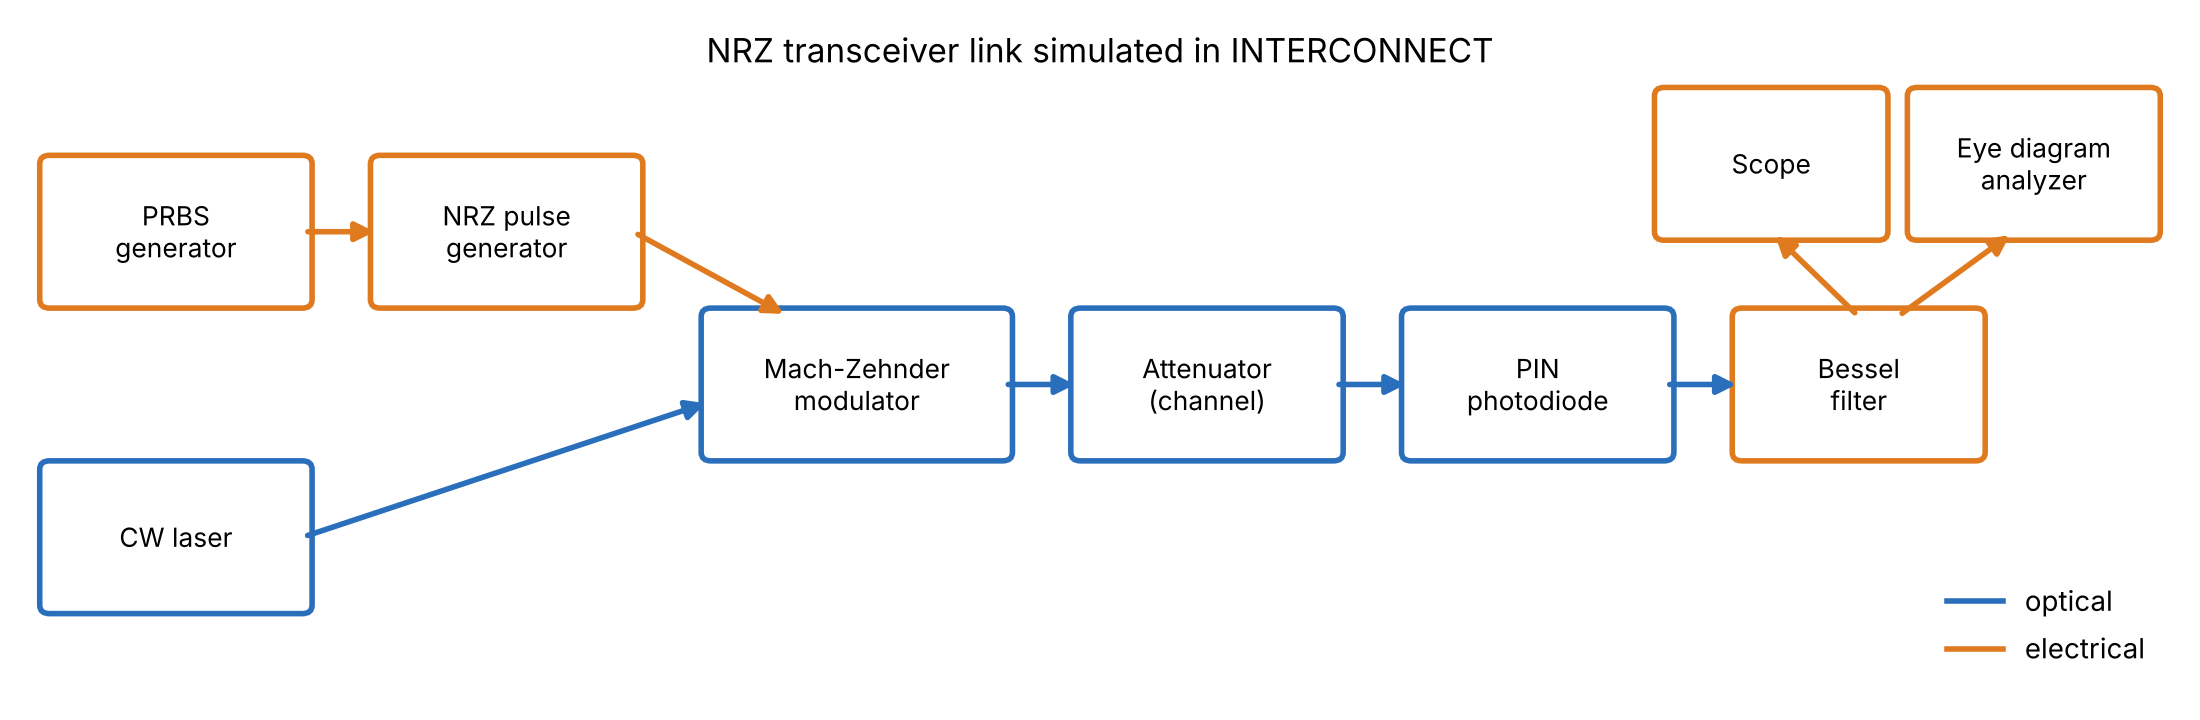 NRZ transceiver link simulated in INTERCONNECT
PRBS
generator
NRZ pulse
generator
Scope
Eye diagram
analyzer
Mach-Zehnder
modulator
Attenuator
(channel)
PIN
photodiode
Bessel
filter
CW laser
optical
electrical